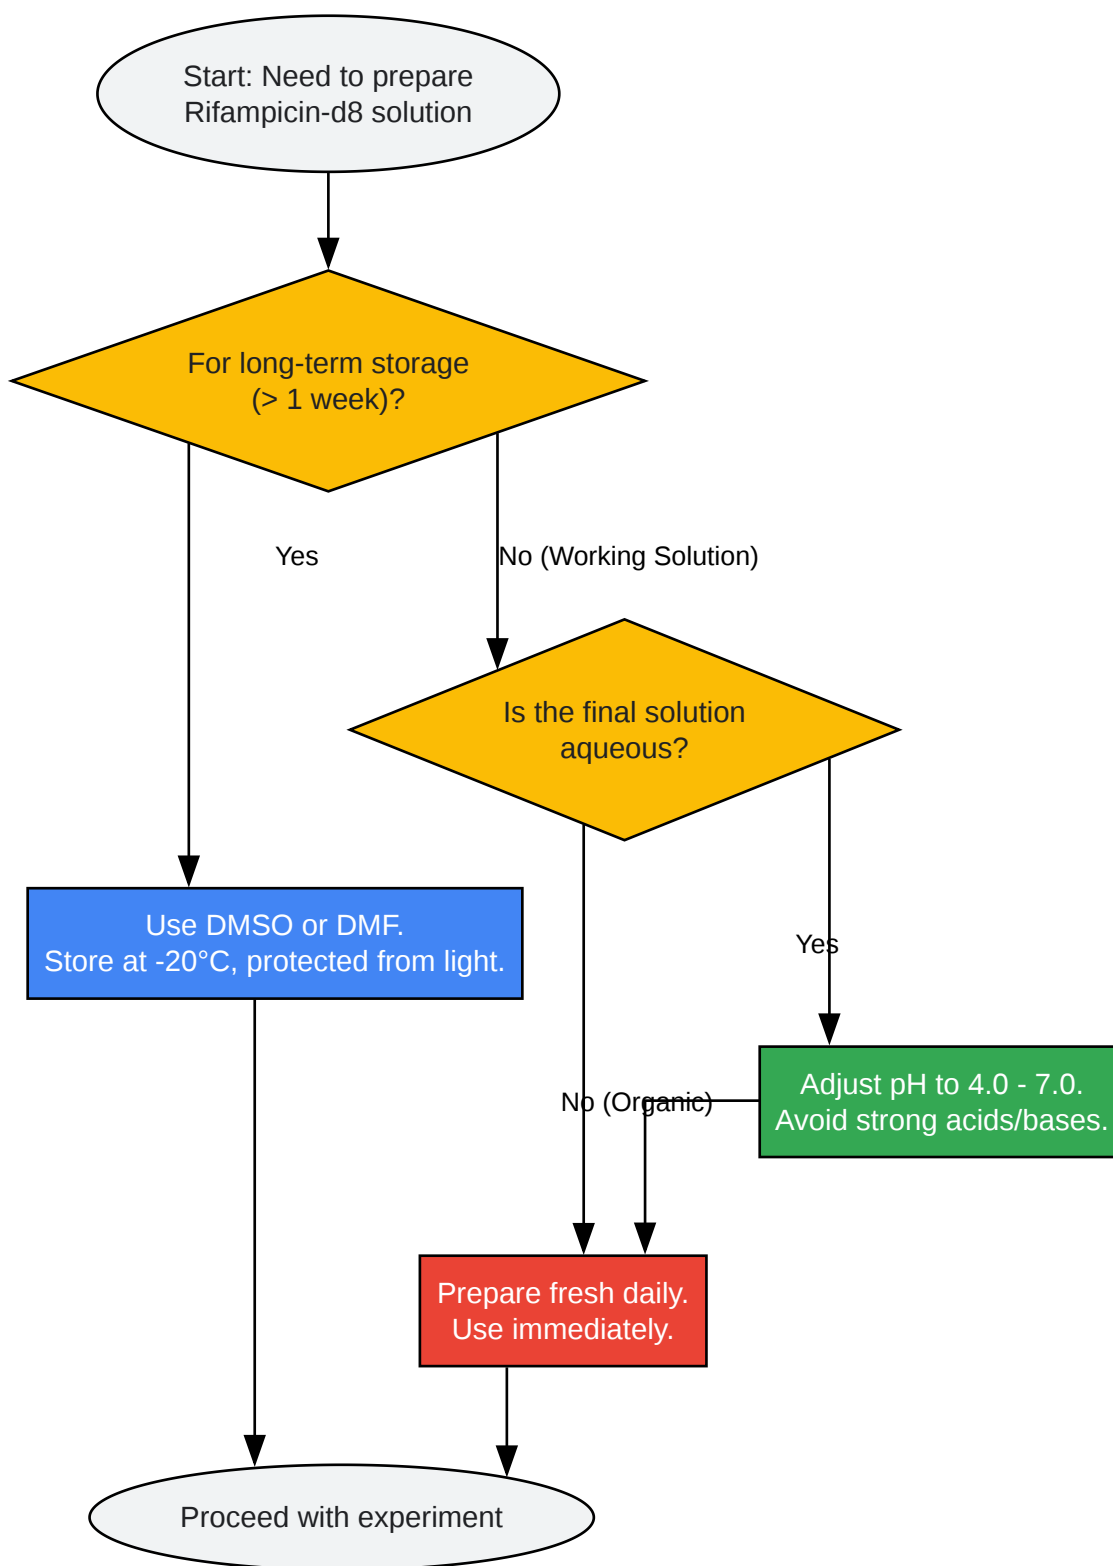 Start: Need to prepare
Rifampicin-d8 solution
For long-term storage
(> 1 week)?
Yes
No (Working Solution)
Is the final solution
aqueous?
Use DMSO or DMF.
Store at -20°C, protected from light.
Yes
No (Organic)
Adjust pH to 4.0 - 7.0.
Avoid strong acids/bases.
Prepare fresh daily.
Use immediately.
Proceed with experiment